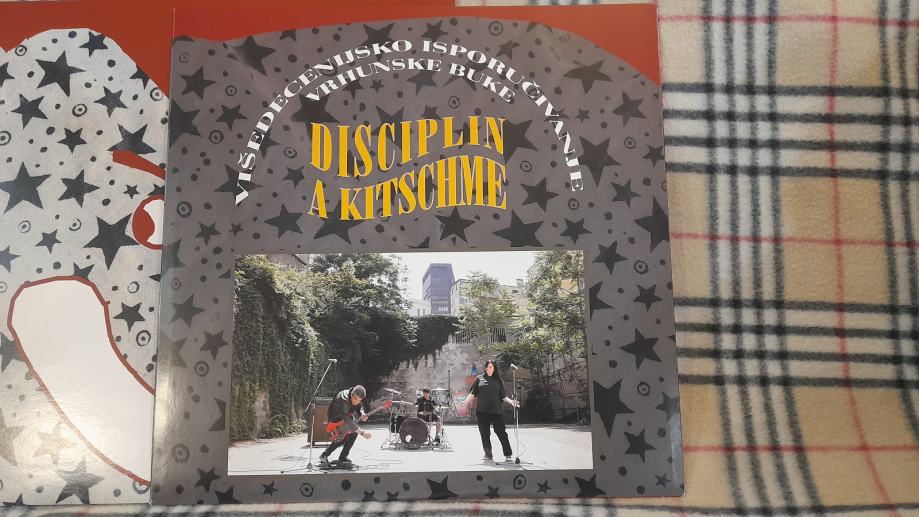 VIŠEDECENIJSKO ISPORUČIVANJE
VRHUNSKE BUKE
DISCIPLIN
A KITSCHME